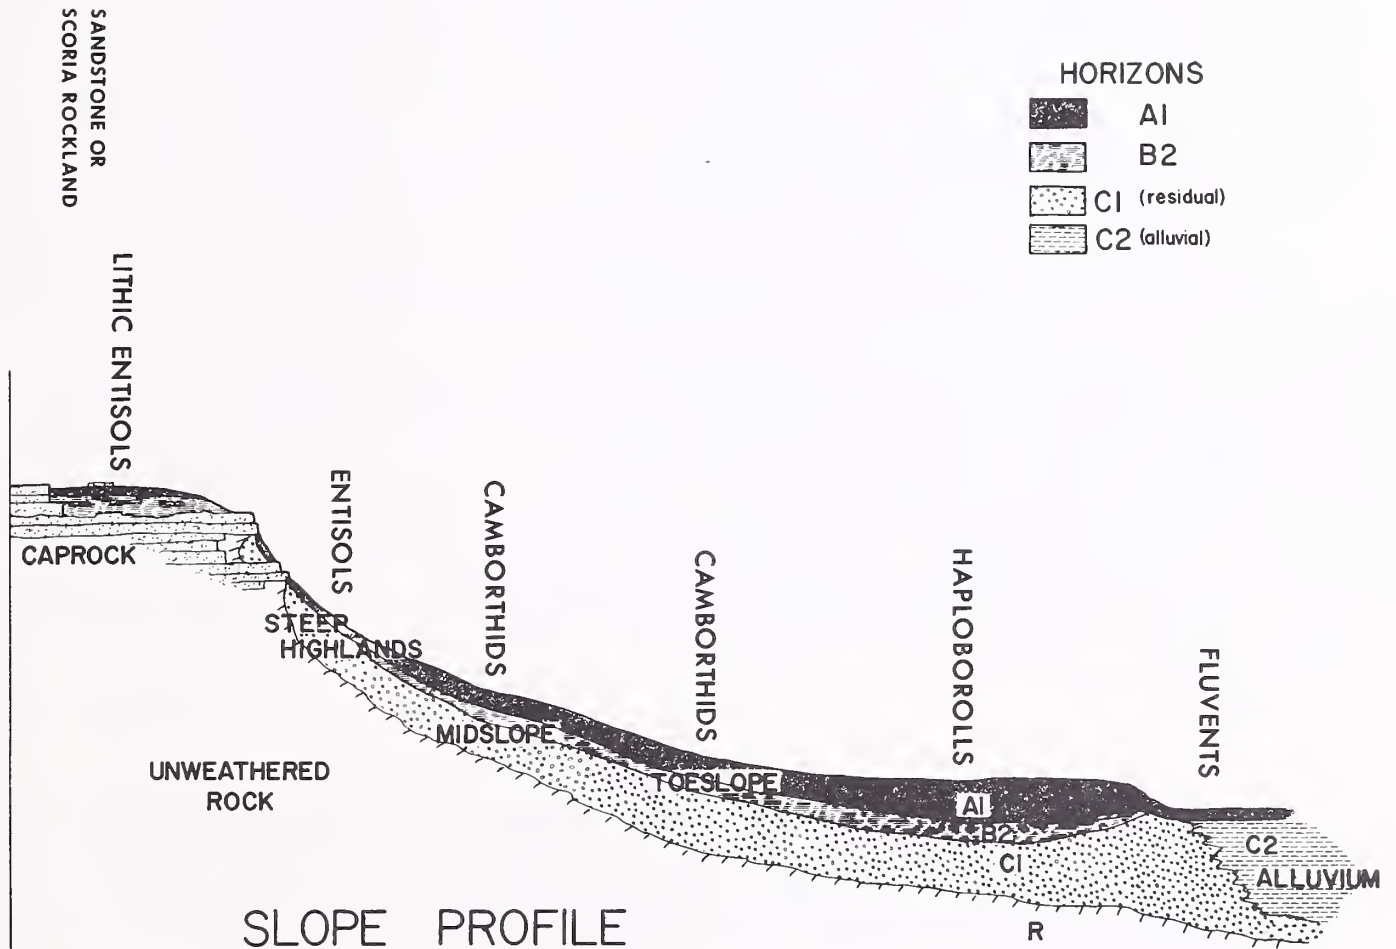 SANDSTONE OR
SCORIA ROCKLAND
HORIZONS
A1
B2
C1 (residual)
C2 (alluvial)
LITHIC ENTISOLS
ENTISOLS
CAMBORTHIDS
CAMBORTHIDS
HAPLOBOROLLS
FLUVENTS
CAPROCK
STEEP
HIGHLANDS
MIDSLOPE
TOESLOPE
UNWEATHERED
ROCK
A1
B2
C1
C2
ALLUVIUM
R
SLOPE PROFILE